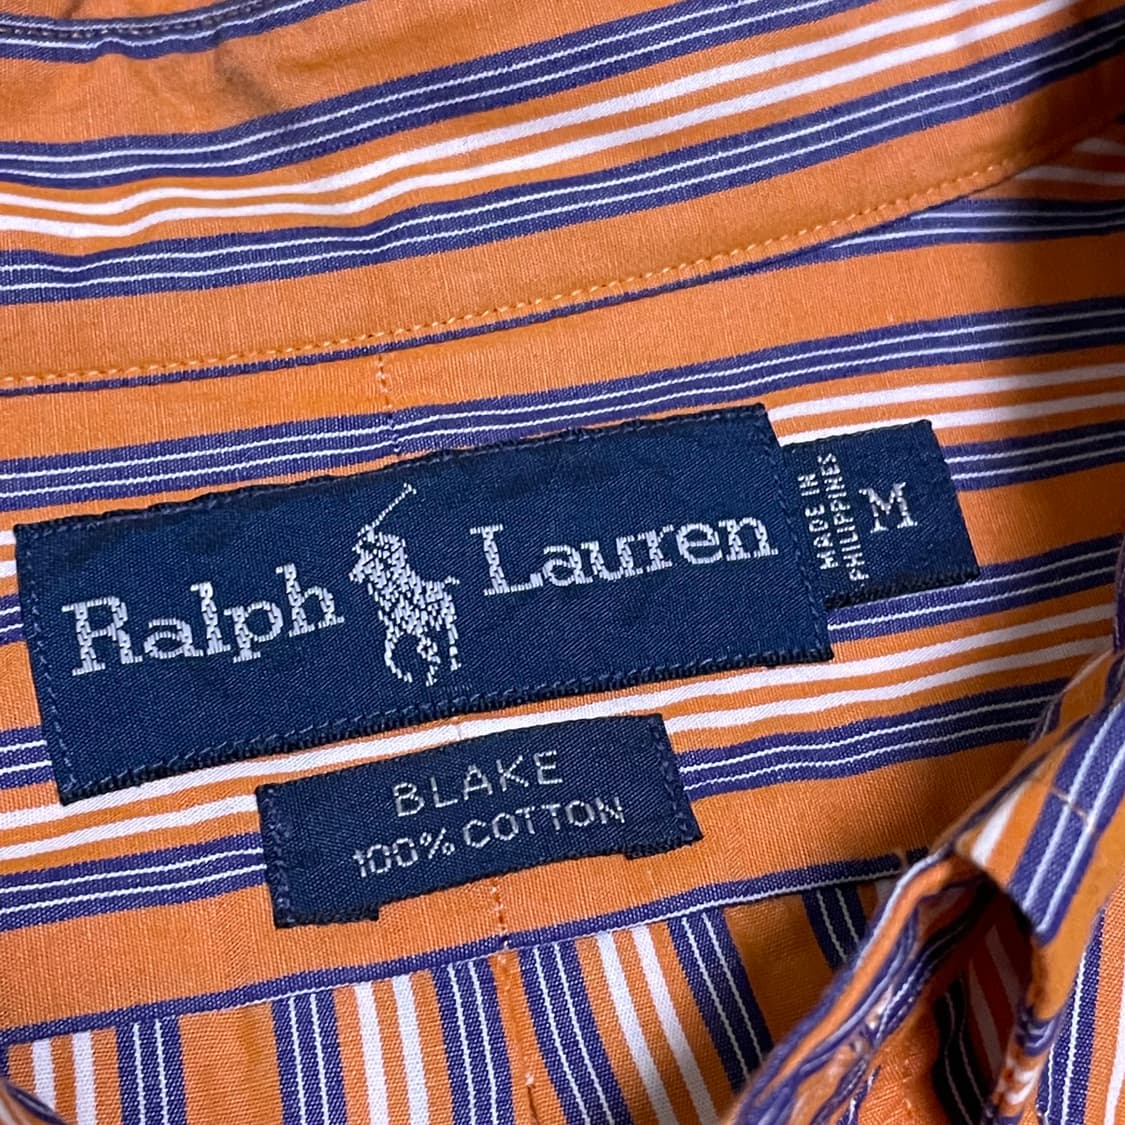 Ralph Lauren
MADE IN
PHILIPPINES
M
BLAKE
100% COTTON